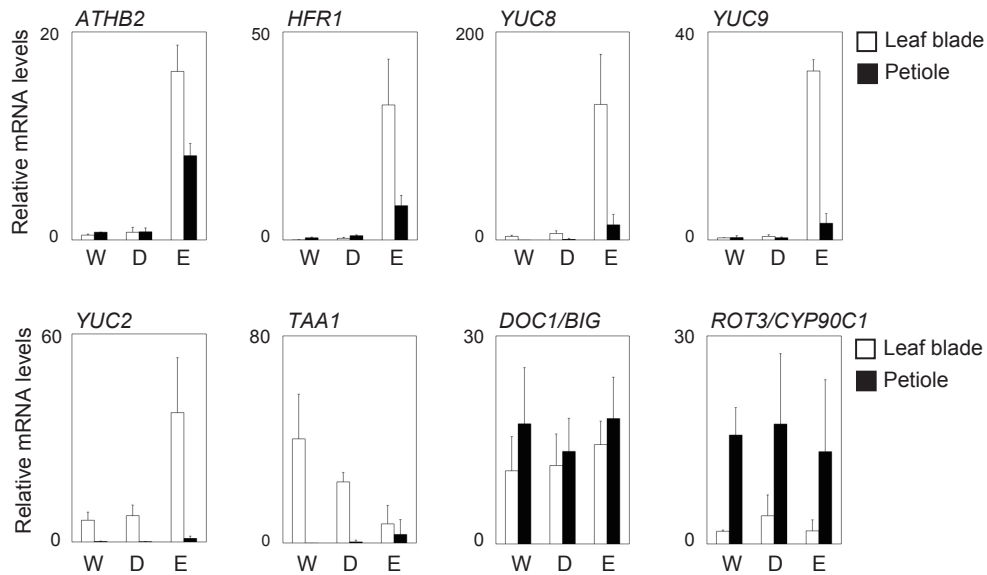 ATHB2
HFR1
YUC8
YUC9
Relative mRNA levels
20
0
W D E
50
0
W D E
200
0
W D E
40
0
W D E
Leaf blade
Petiole
YUC2
TAA1
DOC1/BIG
ROT3/CYP90C1
Relative mRNA levels
60
0
W D E
80
0
W D E
30
0
W D E
30
0
W D E
Leaf blade
Petiole